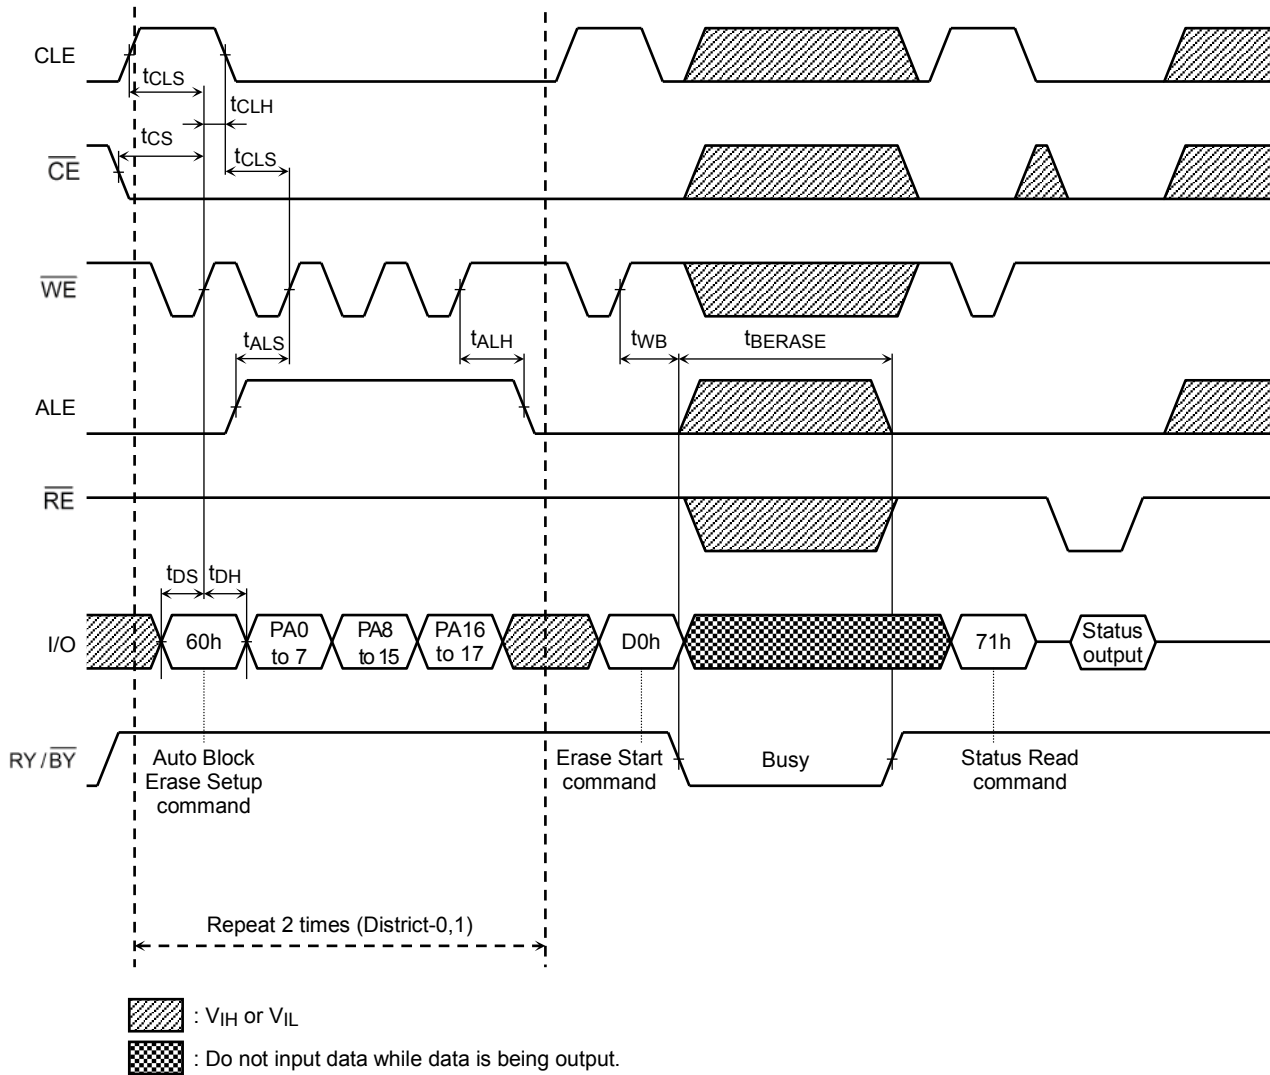 CLE
tCLS
tCLH
tCS
tCLS
CE
WE
tALS
tALH
tWB
tBERASE
ALE
RE
tDS
tDH
I/O
60h
PA0 to 7
PA8 to 15
PA16 to 17
D0h
71h
Status output
RY/BY
Auto Block
Erase Setup
command
Erase Start
command
Busy
Status Read
command
Repeat 2 times (District-0,1)
: VIH or VIL
: Do not input data while data is being output.